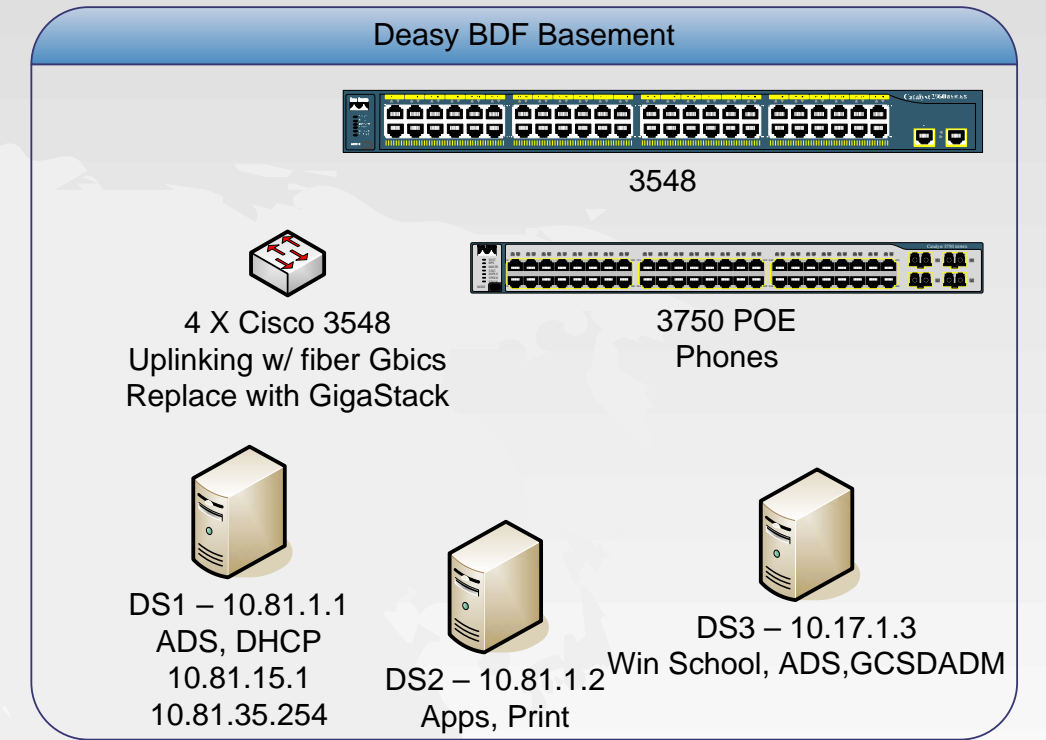 Deasy BDF Basement
3548
4 X Cisco 3548
Uplinking w/ fiber Gbics
Replace with GigaStack
3750 POE
Phones
DS1 – 10.81.1.1
ADS, DHCP
10.81.15.1
10.81.35.254
DS2 – 10.81.1.2
Apps, Print
DS3 – 10.17.1.3
Win School, ADS,GCSDADM